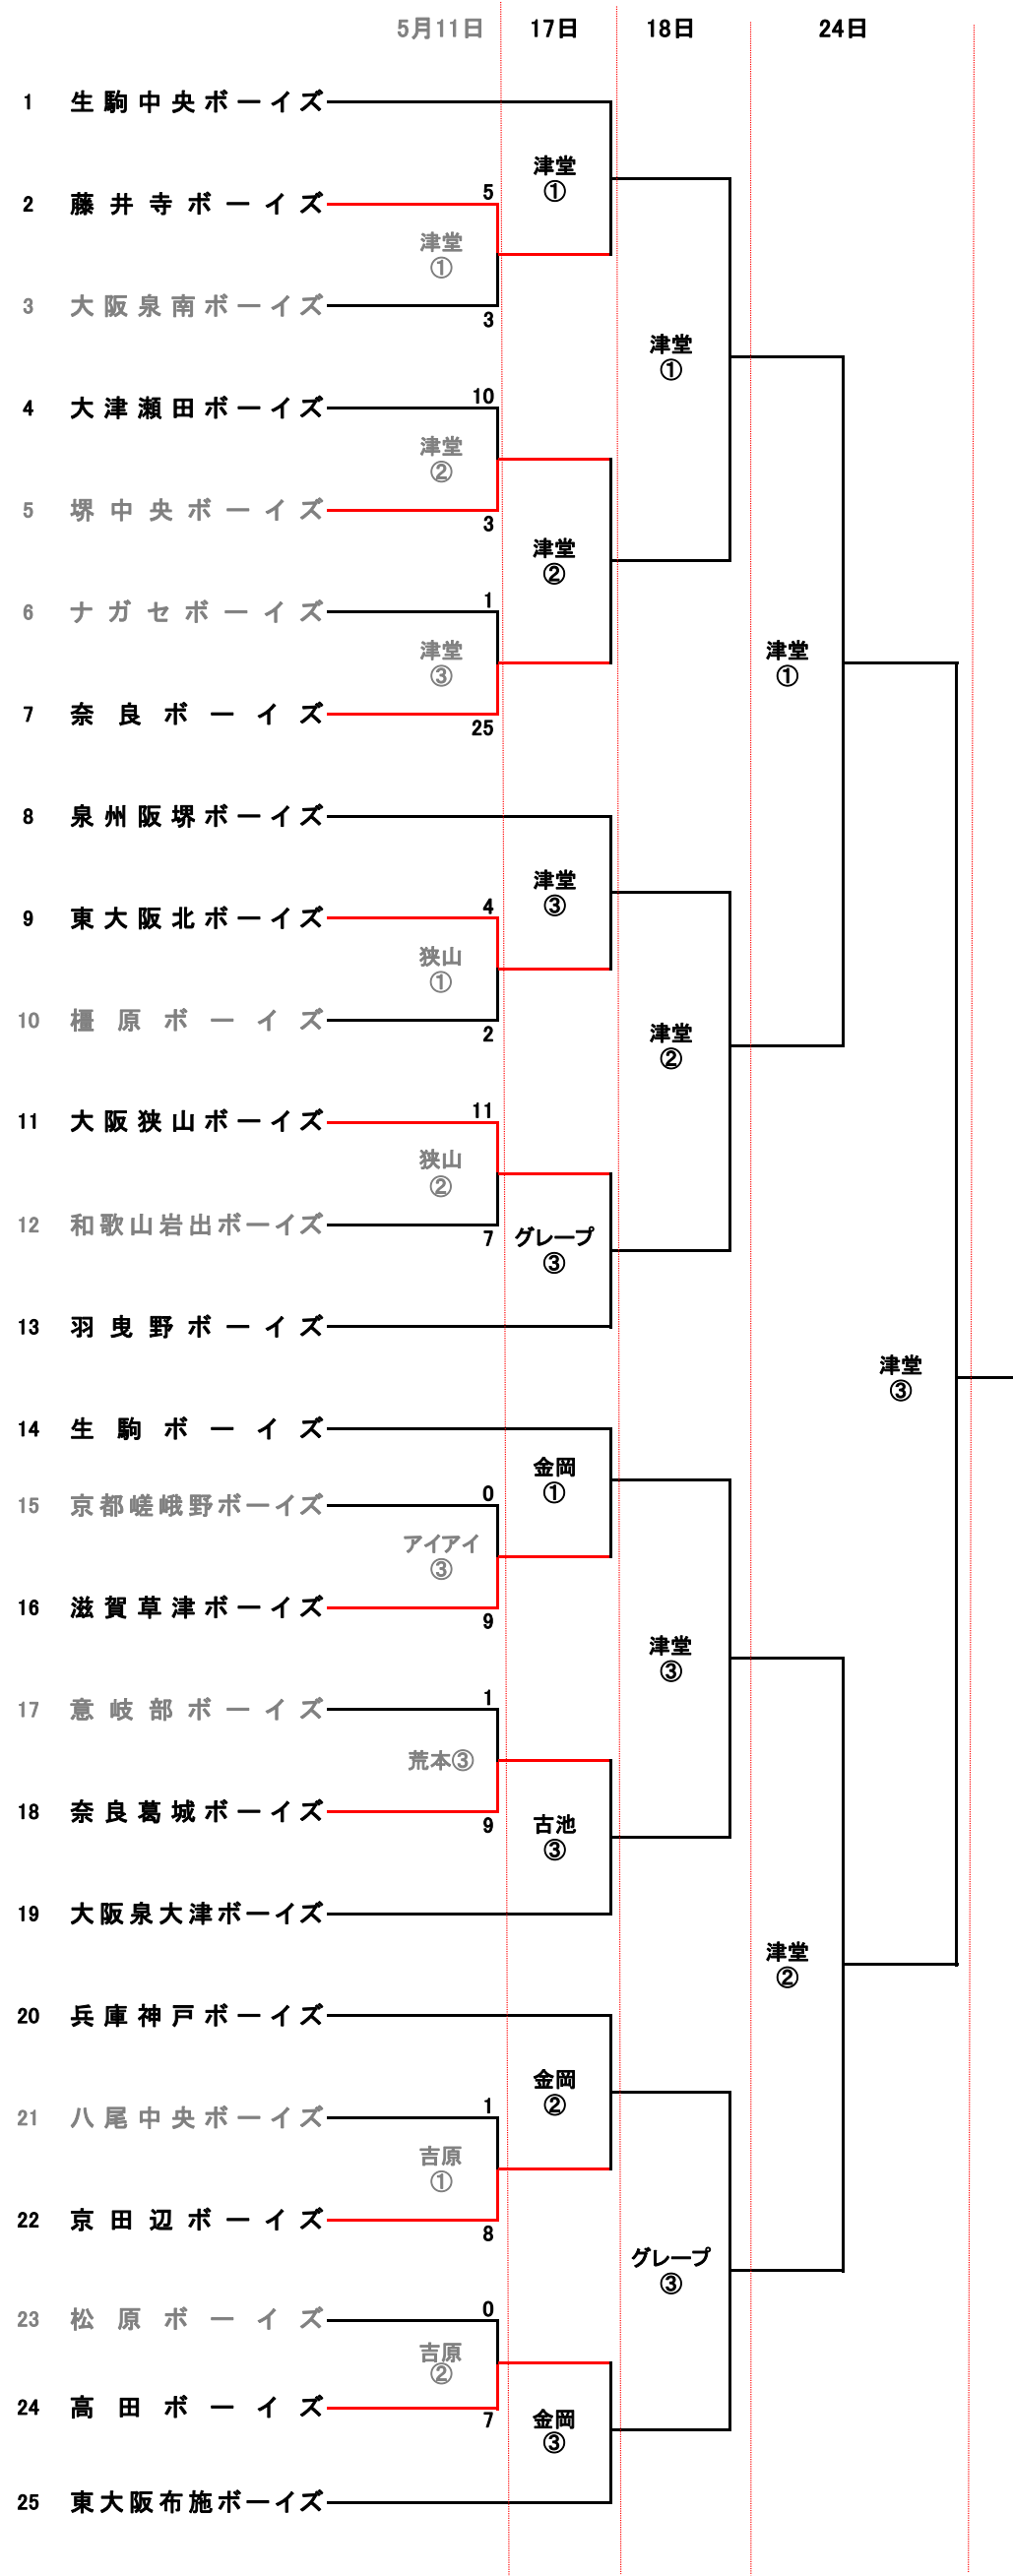 5月11日 17日 18日 24日
1 生駒中央ボーイズ
津堂
①
2 藤井寺ボーイズ 5
津堂
①
3 大阪泉南ボーイズ 3
津堂
①
4 大津瀬田ボーイズ 10
津堂
②
5 堺中央ボーイズ 3
津堂
②
6 ナガセボーイズ 1
津堂
③
津堂
①
7 奈良ボーイズ 25
8 泉州阪堺ボーイズ
津堂
③
9 東大阪北ボーイズ 4
狭山
①
10 橿原ボーイズ 2
津堂
②
11 大阪狭山ボーイズ 11
狭山
②
12 和歌山岩出ボーイズ 7
グレープ
③
13 羽曳野ボーイズ
津堂
③
14 生駒ボーイズ
金岡
①
15 京都嵯峨野ボーイズ 0
アイアイ
③
16 滋賀草津ボーイズ 9
津堂
③
17 意岐部ボーイズ 1
荒本③
18 奈良葛城ボーイズ 9
古池
③
19 大阪泉大津ボーイズ
津堂
②
20 兵庫神戸ボーイズ
金岡
②
21 八尾中央ボーイズ 1
吉原
①
22 京田辺ボーイズ 8
グレープ
③
23 松原ボーイズ 0
吉原
②
24 高田ボーイズ 7
金岡
③
25 東大阪布施ボーイズ